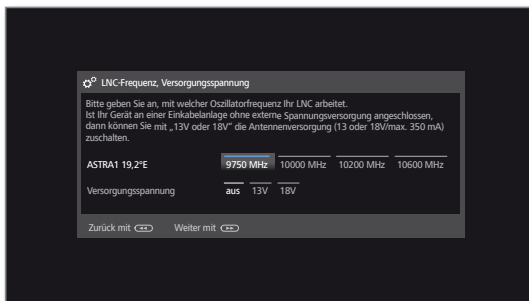 LNC-Frequenz, Versorgungsspannung
Bitte geben Sie an, mit welcher Oszillatorfrequenz Ihr LNC arbeitet.
Ist Ihr Gerät an einer Einkabelanlage ohne externe Spannungsversorgung angeschlossen,
dann können Sie mit „13V oder 18V“ die Antennenversorgung (13 oder 18V/max. 350 mA)
zuschalten.
ASTRA1 19,2°E 9750 MHz 10000 MHz 10200 MHz 10600 MHz
Versorgungsspannung aus 13V 18V
Zurück mit Weiter mit